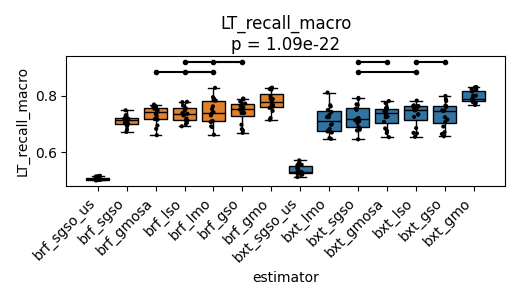 LT_recall_macro
p = 1.09e-22
LT_recall_macro
0.8
0.6
brf_sgso_us
brf_sgso
brf_gmosa
brf_lso
brf_lmo
brf_gso
brf_gmo
bxt_sgso_us
bxt_lmo
bxt_sgso
bxt_gmosa
bxt_lso
bxt_gso
bxt_gmo
estimator